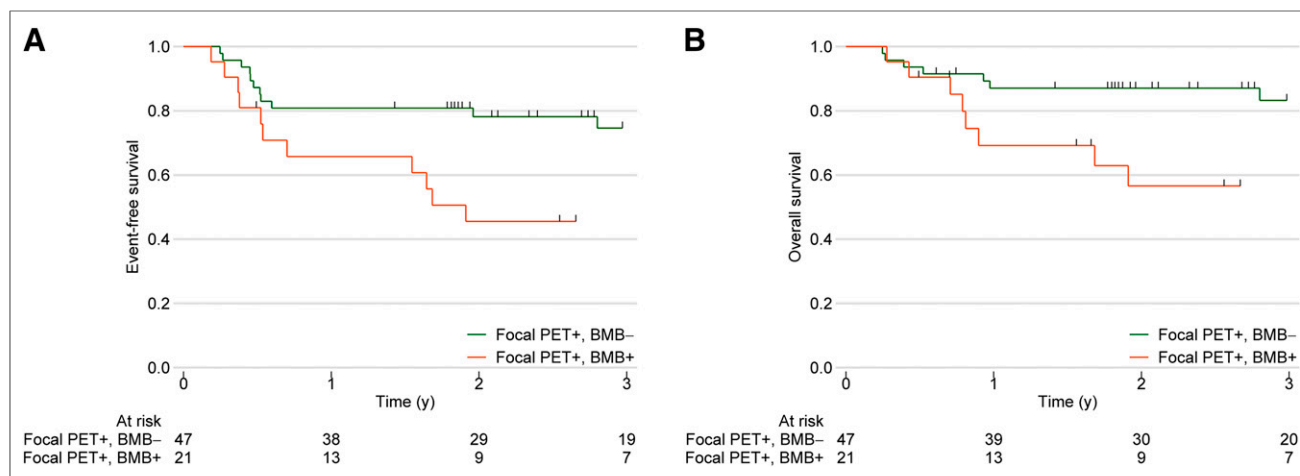 A
1.0
0.8
0.6
0.4
0.2
0.0
Event-free survival
Focal PET+, BMB–
Focal PET+, BMB+
0 1 2 3
Time (y)
At risk
Focal PET+, BMB– 47 38 29 19
Focal PET+, BMB+ 21 13 9 7
B
1.0
0.8
0.6
0.4
0.2
0.0
Overall survival
Focal PET+, BMB–
Focal PET+, BMB+
0 1 2 3
Time (y)
At risk
Focal PET+, BMB– 47 39 30 20
Focal PET+, BMB+ 21 13 9 7